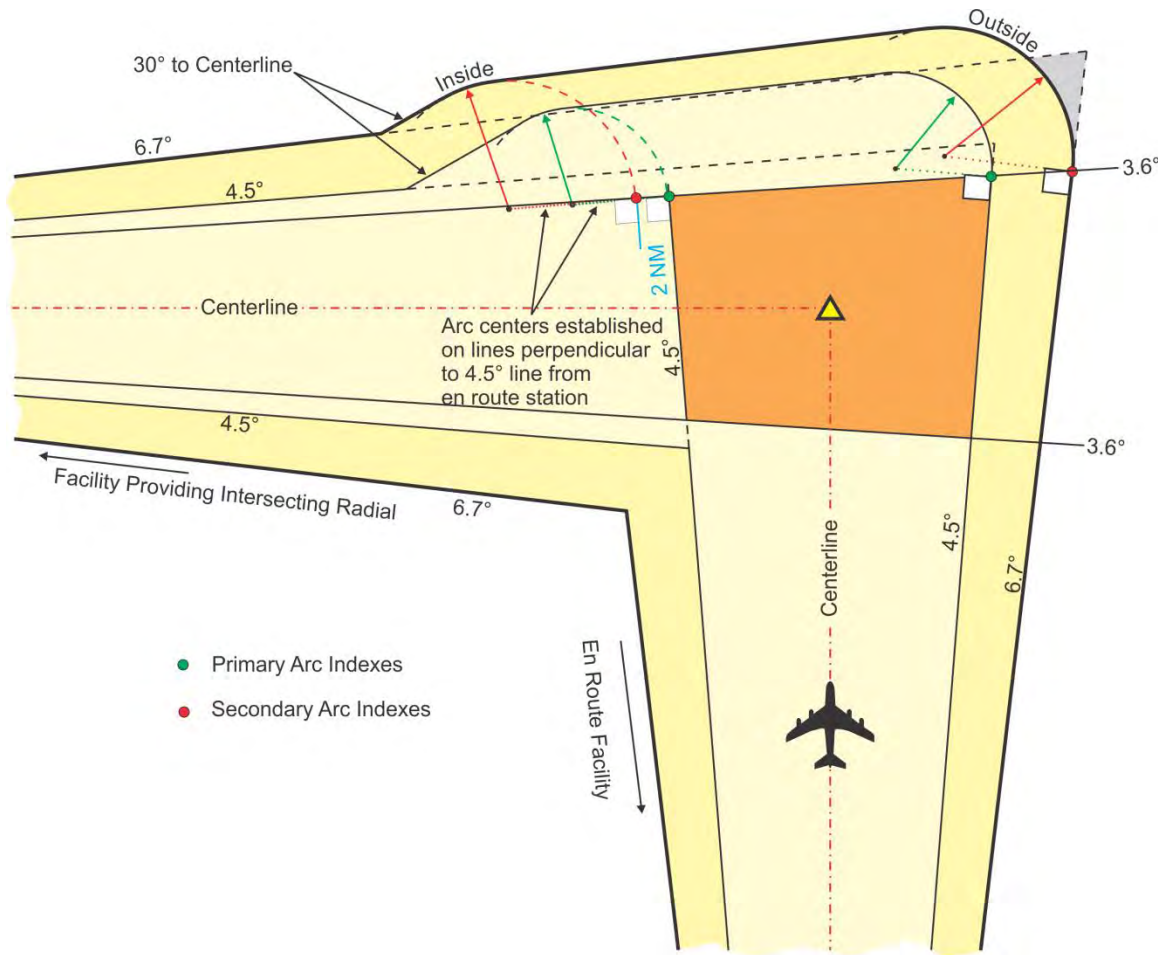 Outside
30° to Centerline
Inside
6.7°
4.5°
3.6°
2 NM
Centerline
Arc centers established
on lines perpendicular
to 4.5° line from
en route station
4.5°
4.5°
3.6°
Facility Providing Intersecting Radial
6.7°
4.5°
6.7°
Centerline
En Route Facility
Primary Arc Indexes
Secondary Arc Indexes